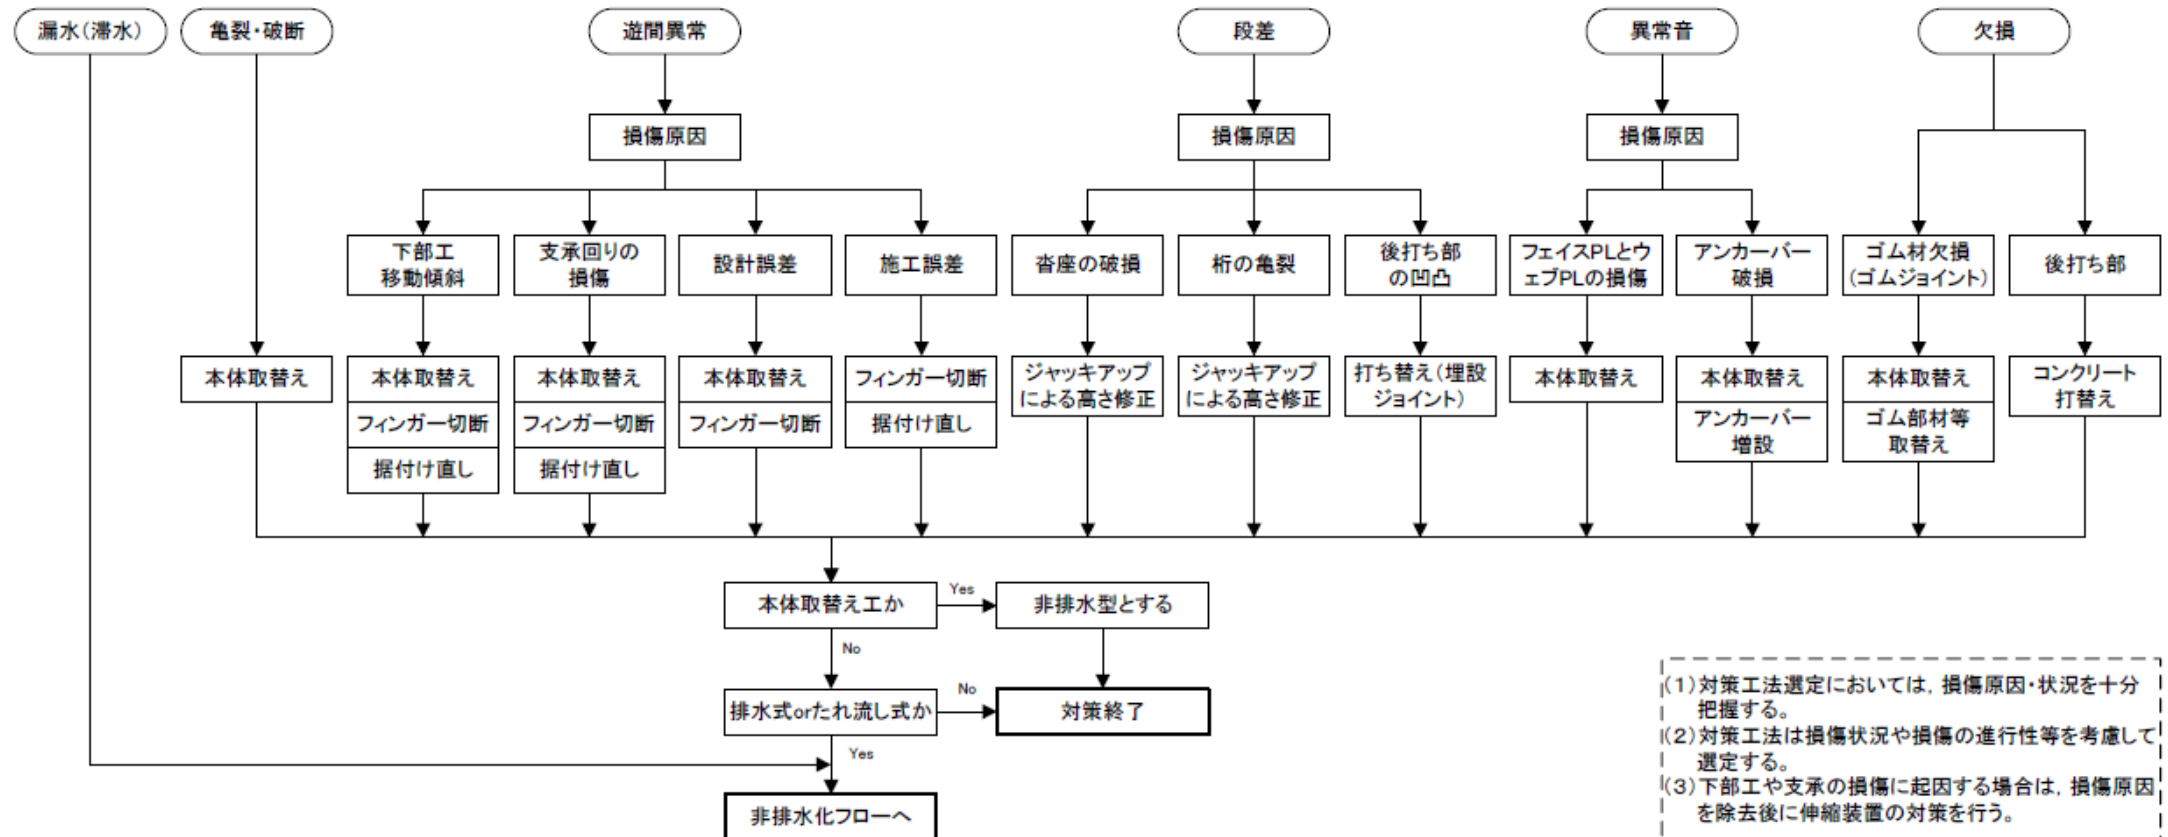 漏水(滞水)
亀裂・破断
遊間異常
段差
異常音
欠損
損傷原因
損傷原因
損傷原因
下部工
移動傾斜
支承回りの
損傷
設計誤差
施工誤差
沓座の破損
桁の亀裂
後打ち部
の凹凸
フェイスPLとウ
ェブPLの損傷
アンカーバー
破損
ゴム材欠損
(ゴムジョイント)
後打ち部
本体取替え
本体取替え
フィンガー切断
据付け直し
本体取替え
フィンガー切断
据付け直し
本体取替え
フィンガー切断
フィンガー切断
据付け直し
ジャッキアップ
による高さ修正
ジャッキアップ
による高さ修正
打ち替え(埋設
ジョイント)
本体取替え
本体取替え
アンカーバー
増設
本体取替え
ゴム部材等
取替え
コンクリート
打替え
本体取替え工か
Yes
非排水型とする
No
排水式orたれ流し式か
No
対策終了
Yes
非排水化フローへ
(1)対策工法選定においては,損傷原因・状況を十分
把握する。
(2)対策工法は損傷状況や損傷の進行性等を考慮して
選定する。
(3)下部工や支承の損傷に起因する場合は,損傷原因
を除去後に伸縮装置の対策を行う。